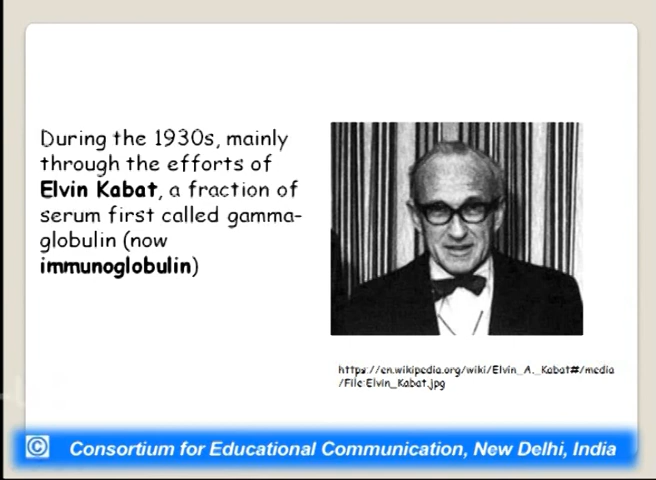 During the 1930s, mainly
through the efforts of
Elvin Kabat, a fraction of
serum first called gamma-
globulin (now
immunoglobulin)
https://en.wikipedia.org/wiki/Elvin_A._Kabat#/media
/File:Elvin_Kabat.jpg
© Consortium for Educational Communication, New Delhi, India